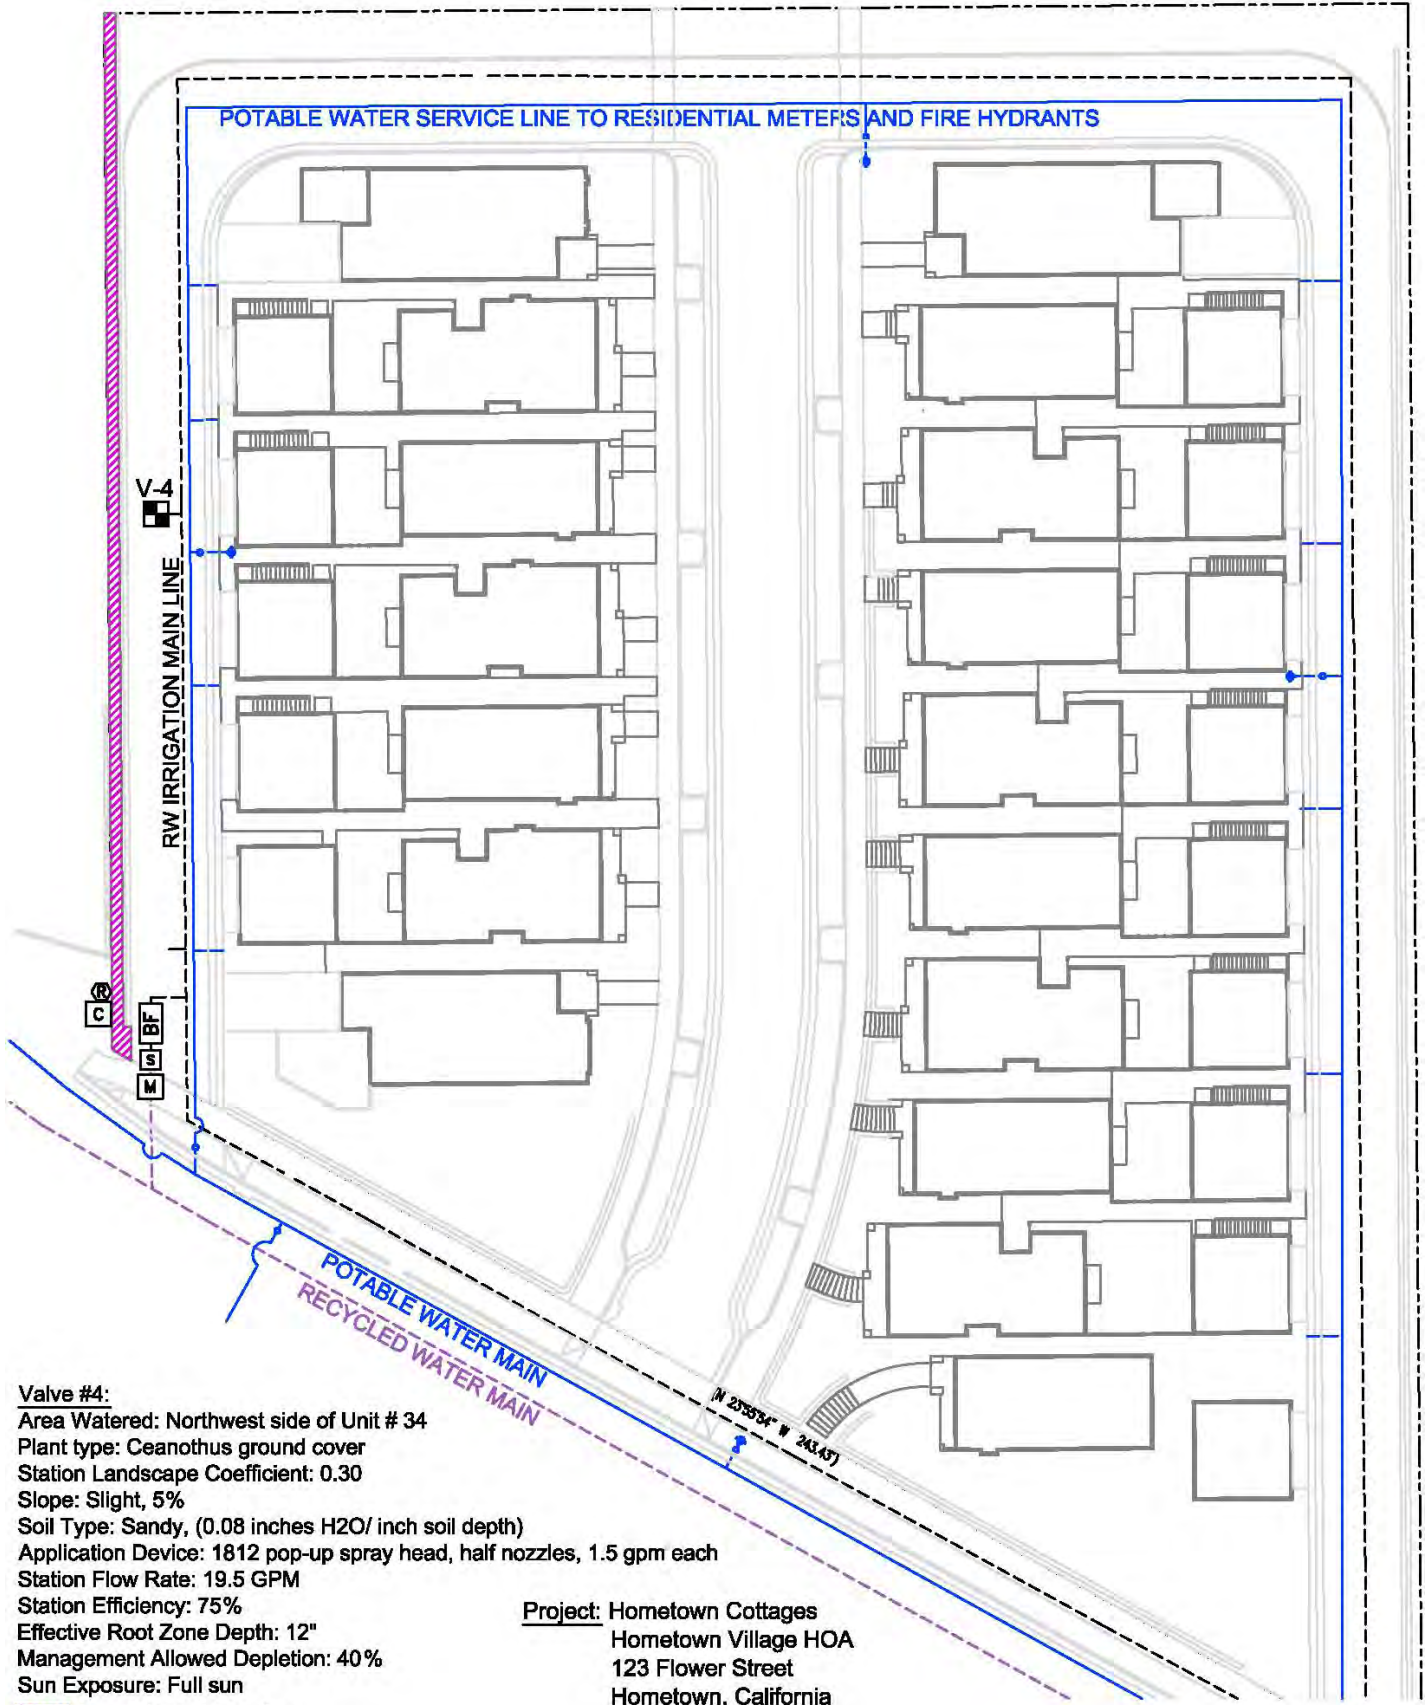 POTABLE WATER SERVICE LINE TO RESIDENTIAL METERS AND FIRE HYDRANTS
V-4
RW IRRIGATION MAIN LINE
R
C
BF
S
M
POTABLE WATER MAIN
RECYCLED WATER MAIN
(N 23°55'34" W 243.43')
Valve #4:
Area Watered: Northwest side of Unit # 34
Plant type: Ceanothus ground cover
Station Landscape Coefficient: 0.30
Slope: Slight, 5%
Soil Type: Sandy, (0.08 inches H2O/ inch soil depth)
Application Device: 1812 pop-up spray head, half nozzles, 1.5 gpm each
Station Flow Rate: 19.5 GPM
Station Efficiency: 75%
Effective Root Zone Depth: 12"
Management Allowed Depletion: 40%
Sun Exposure: Full sun
Project: Hometown Cottages
Hometown Village HOA
123 Flower Street
Hometown, California